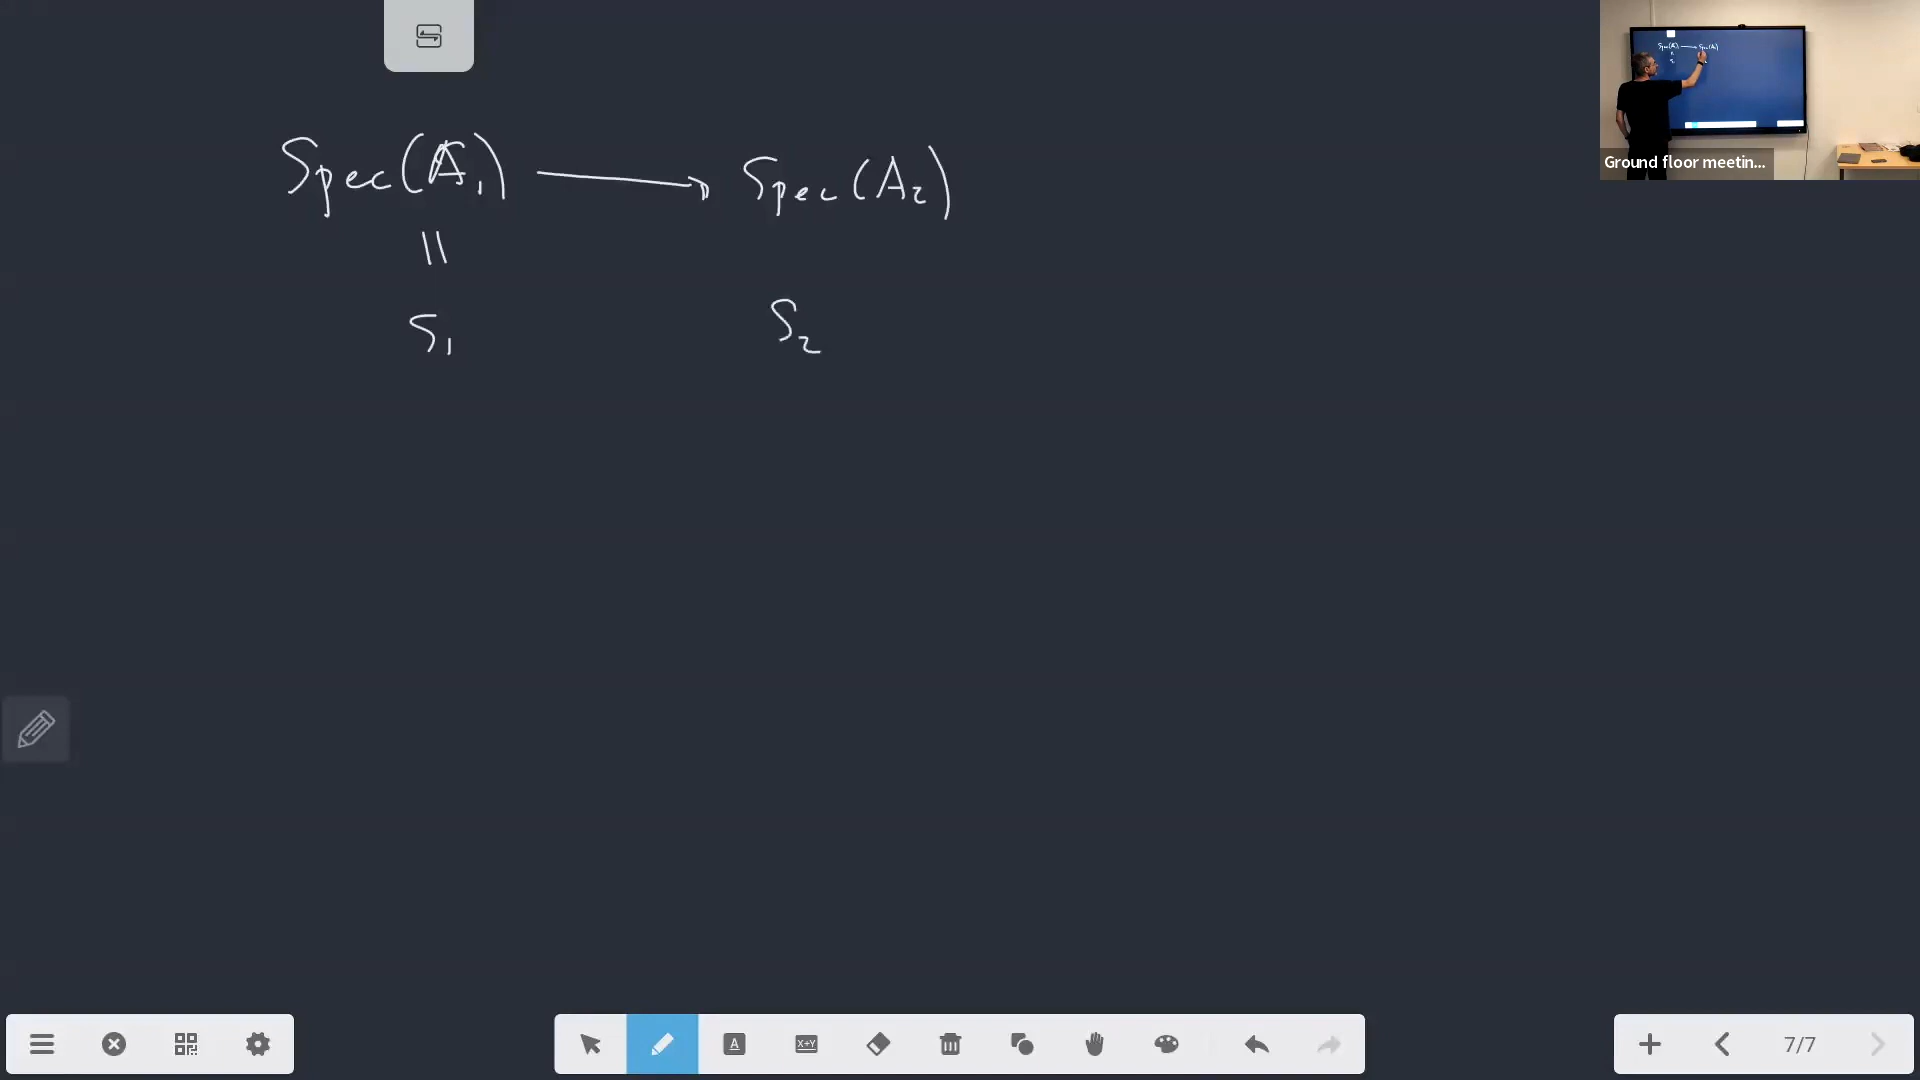 Spec(A₁) ⟶ Spec(A₂)
||
S₁ S₂
Ground floor meetin...
A
X+Y
7/7